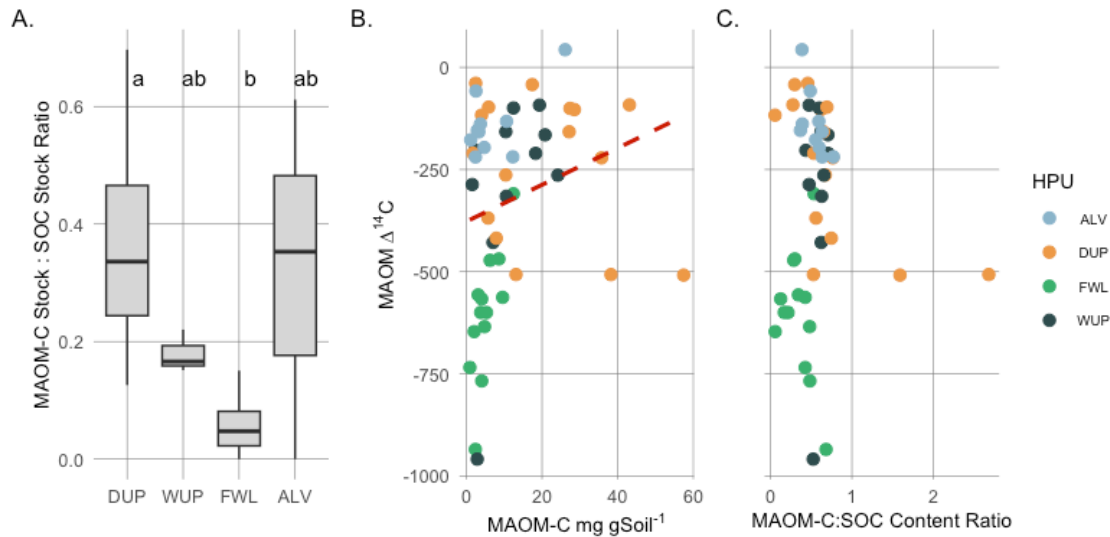 A.
B.
C.
MAOM-C Stock : SOC Stock Ratio
0.6
0.4
0.2
0.0
a
ab
b
ab
DUP
WUP
FWL
ALV
MAOM Δ¹⁴C
0
-250
-500
-750
-1000
0
20
40
60
MAOM-C mg gSoil⁻¹
0
1
2
MAOM-C:SOC Content Ratio
HPU
ALV
DUP
FWL
WUP